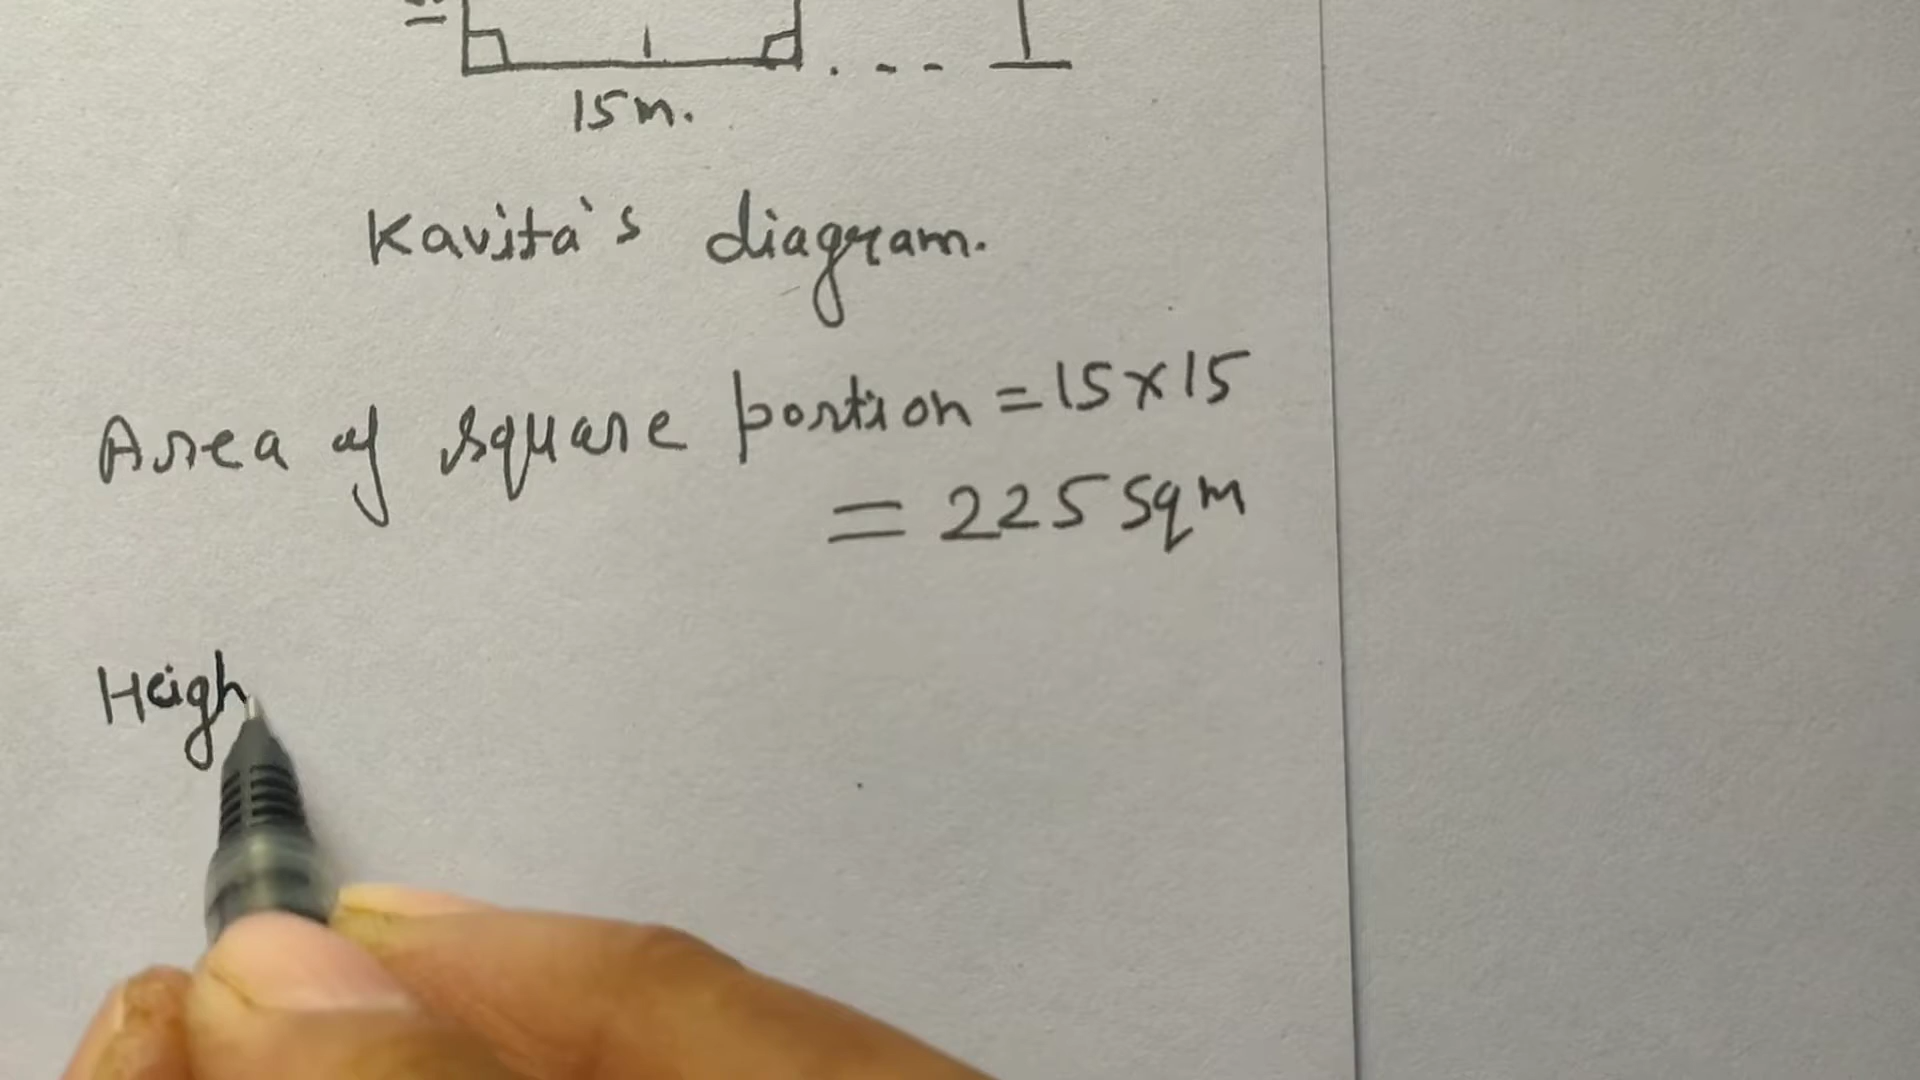 15m.
Kavita's diagram.
Area of square portion = 15×15
= 225 sqm
Heigh